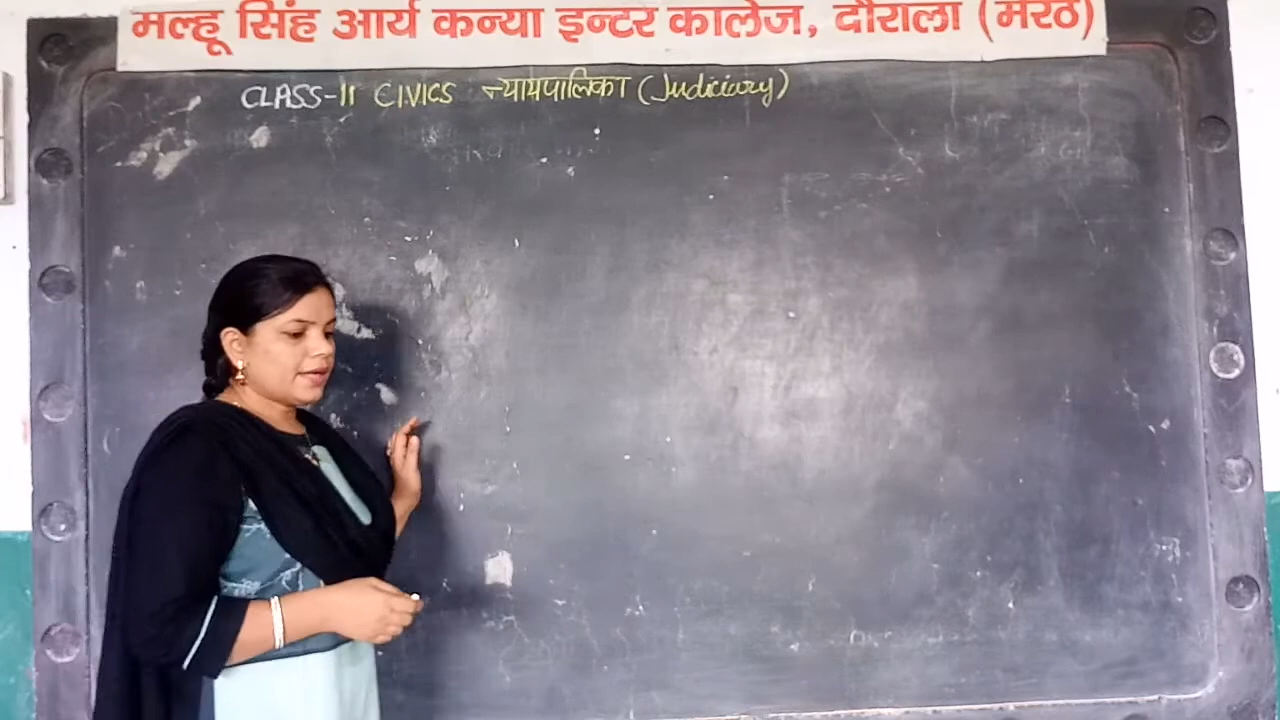 मल्हू सिंह आर्य कन्या इन्टर कालेज, दौराला (मेरठ)
CLASS-11 CIVICS न्यायपालिका (Judiciary)